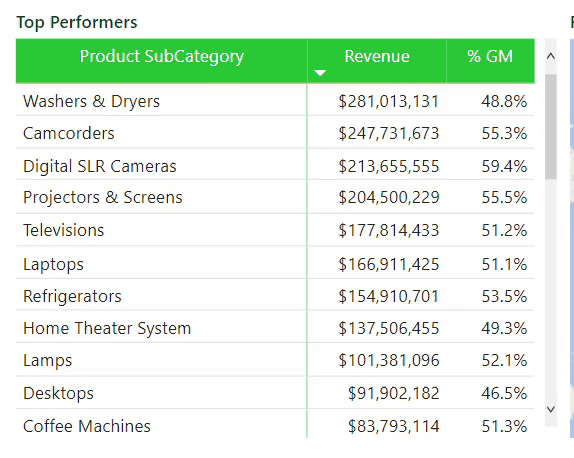 Top Performers
Product SubCategory Revenue % GM
Washers & Dryers $281,013,131 48.8%
Camcorders $247,731,673 55.3%
Digital SLR Cameras $213,655,555 59.4%
Projectors & Screens $204,500,229 55.5%
Televisions $177,814,433 51.2%
Laptops $166,911,425 51.1%
Refrigerators $154,910,701 53.5%
Home Theater System $137,506,455 49.3%
Lamps $101,381,096 52.1%
Desktops $91,902,182 46.5%
Coffee Machines $83,793,114 51.3%